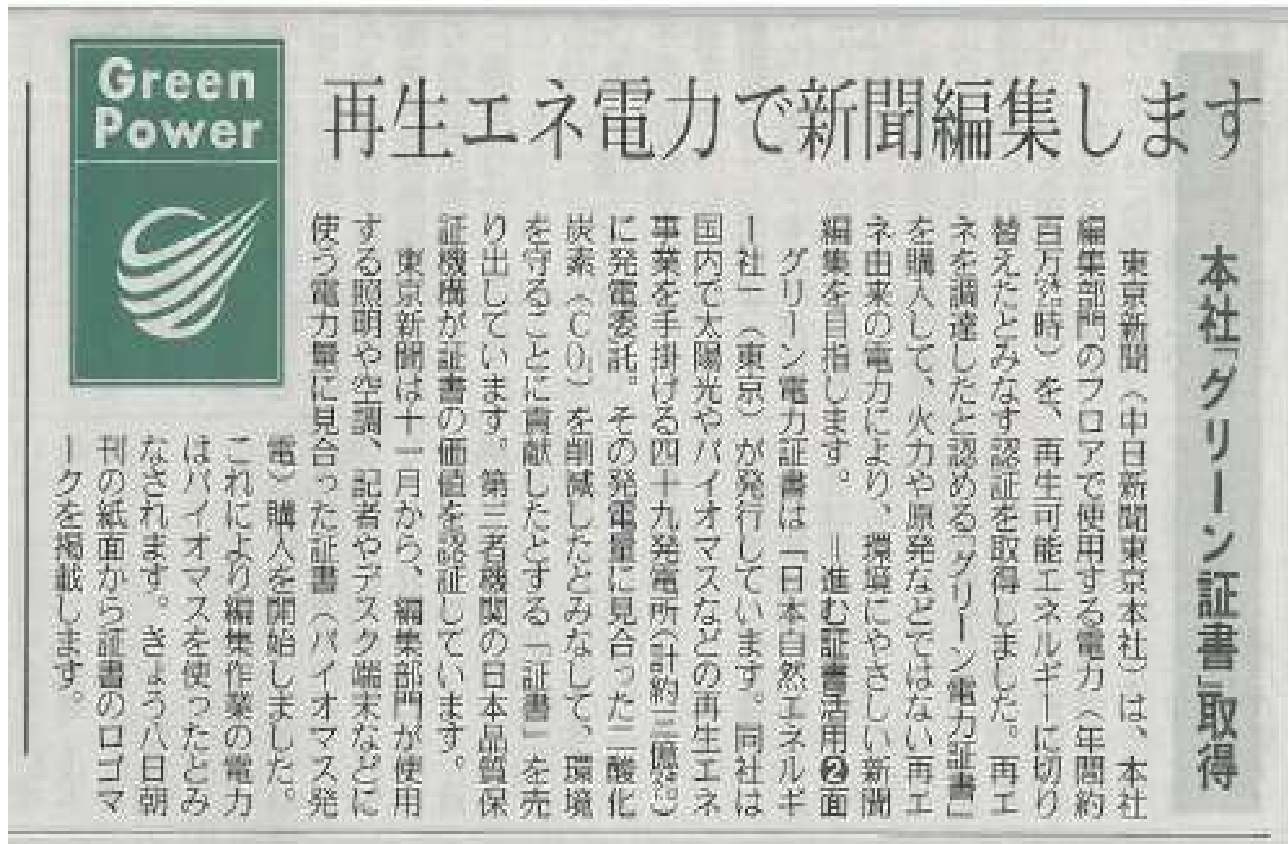 Green
Power
再生エネ電力で新聞編集します
本社「グリーン証書」取得
東京新聞（中日新聞東京本社）は、本社
編集部門のフロアで使用する電力（年間約
百万㌔㍗時）を、再生可能エネルギーに切り
替えたとみなす認証を取得しました。再エ
ネを調達したと認める「グリーン電力証書」
を購入して、火力や原発などではない再エ
ネ由来の電力により、環境にやさしい新聞
編集を目指します。　＝進む証書活用❷面
グリーン電力証書は「日本自然エネルギ
ー社」（東京）が発行しています。同社は
国内で太陽光やバイオマスなどの再生エネ
事業を手掛ける四十九発電所（計約
に発電委託。その発電量に見合った二酸化
炭素（CO₂）を削減したとみなして、環境
を守ることに貢献したとする「証書」を売
り出しています。第三者機関の日本品質保
証機構が証書の価値を認証しています。
東京新聞は十一月から、編集部門が使用
する照明や空調、記者やデスク端末などに
使う電力量に見合った証書（バイオマス発
電）購入を開始しました。
これにより編集作業の電力
はバイオマスを使ったとみ
なされます。きょう八日朝
刊の紙面から証書のロゴマ
ークを掲載します。